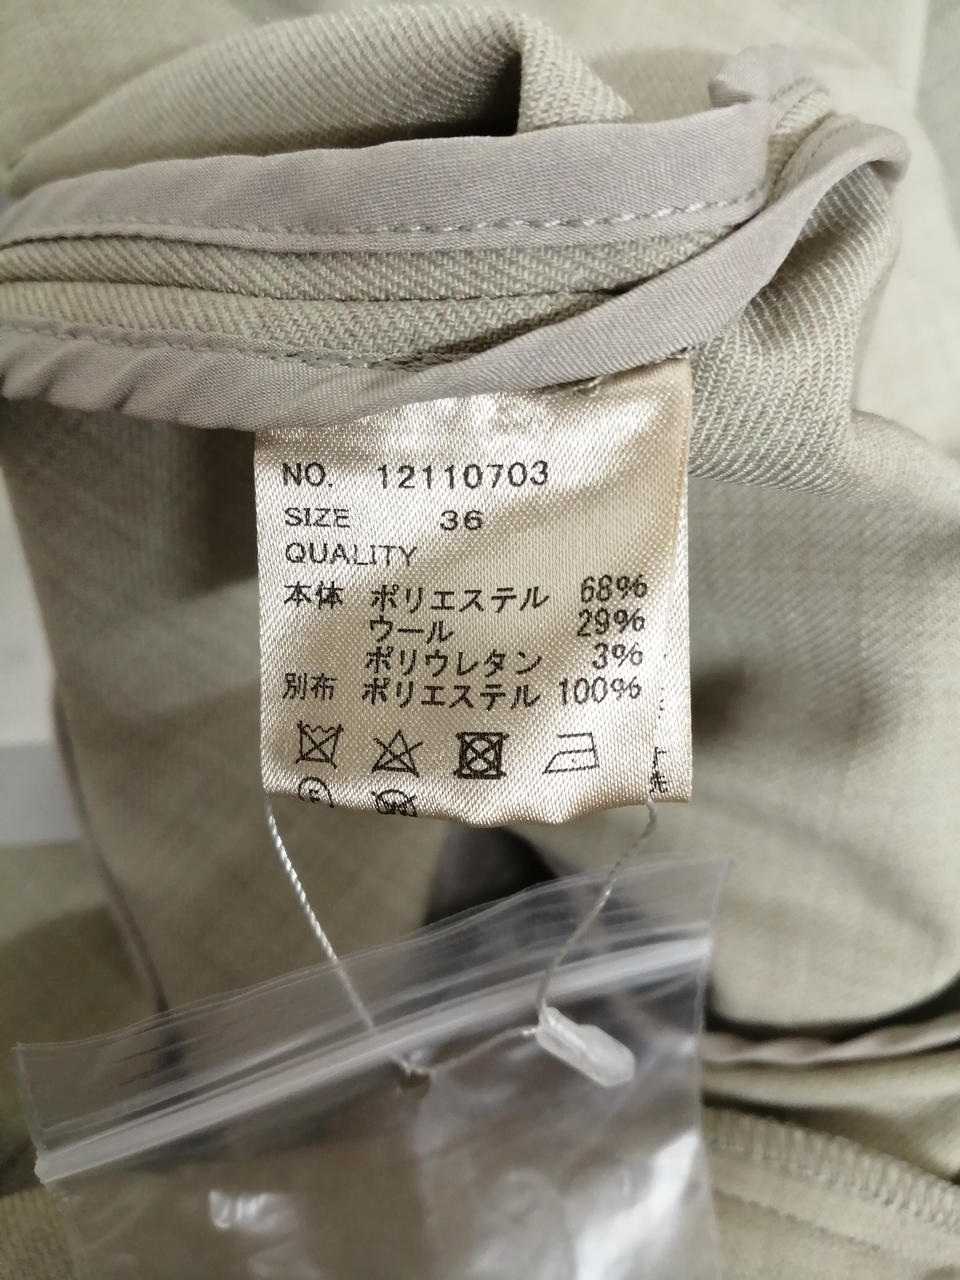 NO. 12110703
SIZE 36
QUALITY
本体 ポリエステル 68%
ウール 29%
ポリウレタン 3%
別布 ポリエステル 100%